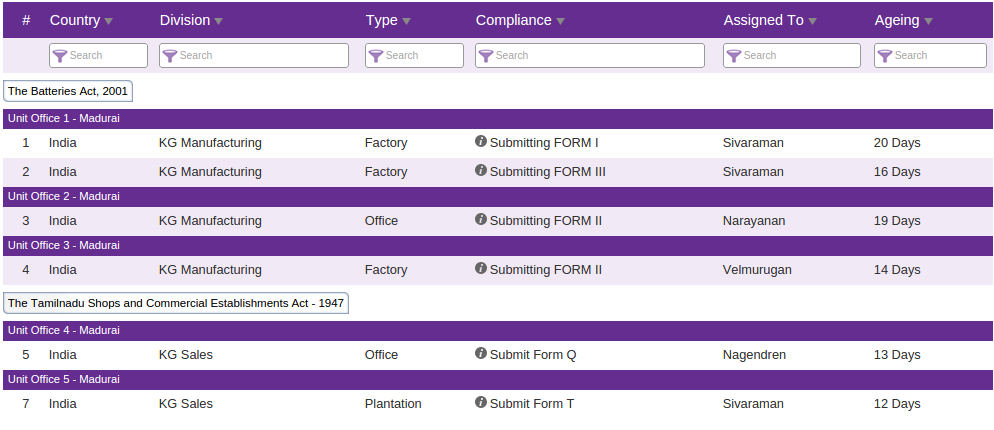 # Country Division Type Compliance Assigned To Ageing
Search Search Search Search Search Search
The Batteries Act, 2001
Unit Office 1 - Madurai
1 India KG Manufacturing Factory Submitting FORM I Sivaraman 20 Days
2 India KG Manufacturing Factory Submitting FORM III Sivaraman 16 Days
Unit Office 2 - Madurai
3 India KG Manufacturing Office Submitting FORM II Narayanan 19 Days
Unit Office 3 - Madurai
4 India KG Manufacturing Factory Submitting FORM II Velmurugan 14 Days
The Tamilnadu Shops and Commercial Establishments Act - 1947
Unit Office 4 - Madurai
5 India KG Sales Office Submit Form Q Nagendren 13 Days
Unit Office 5 - Madurai
7 India KG Sales Plantation Submit Form T Sivaraman 12 Days